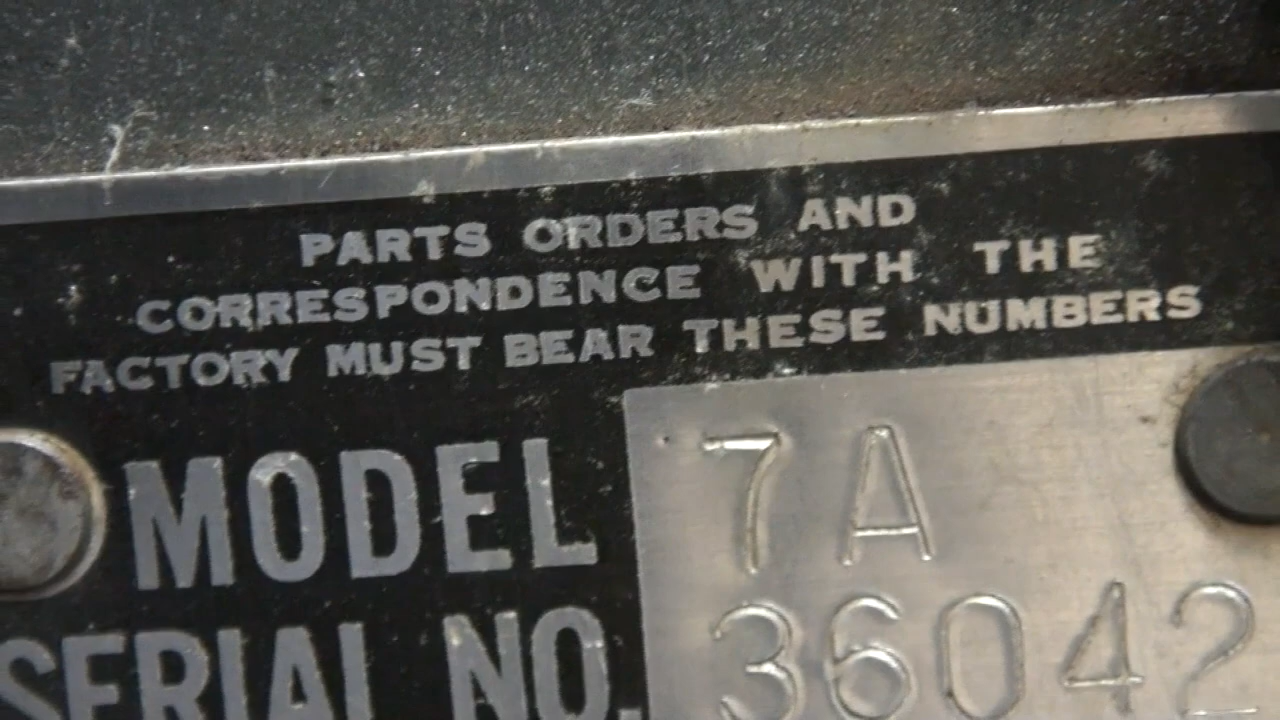 PARTS ORDERS AND
CORRESPONDENCE WITH THE
FACTORY MUST BEAR THESE NUMBERS
MODEL 7A
SERIAL NO. 36042